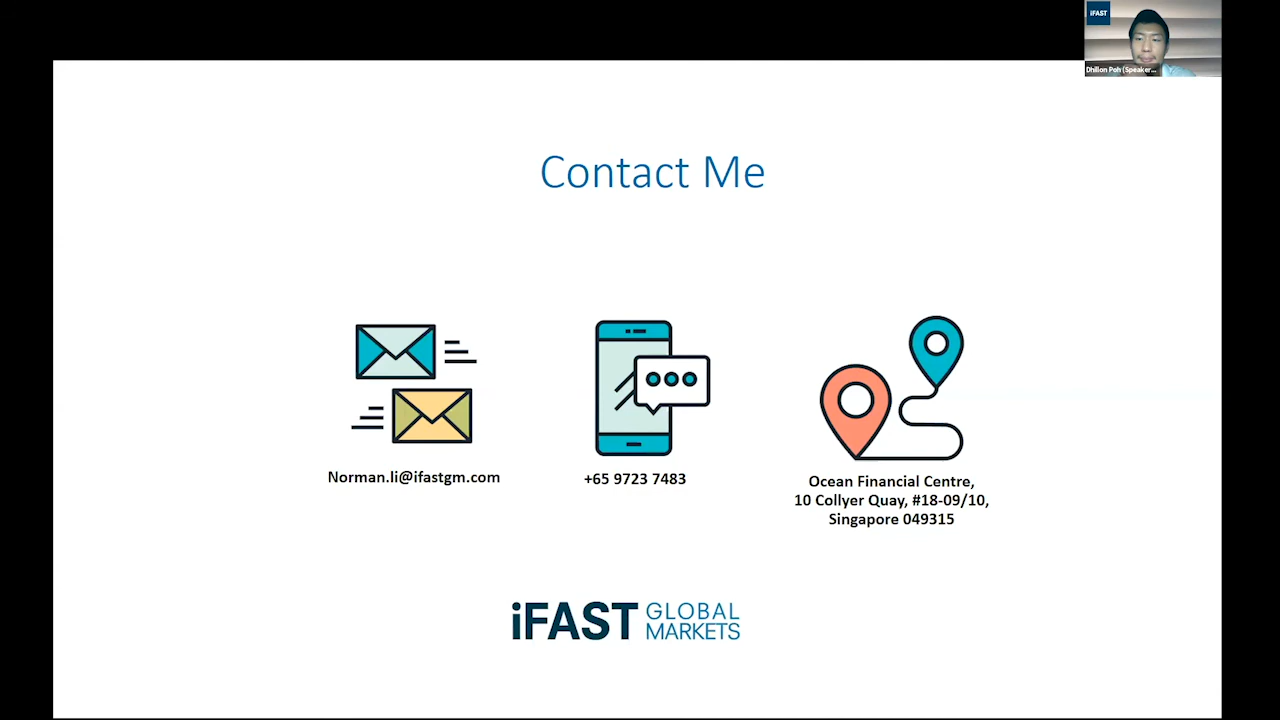 iFAST
Dhillon Poh (Speaker...
Contact Me
Norman.li@ifastgm.com
+65 9723 7483
Ocean Financial Centre,
10 Collyer Quay, #18-09/10,
Singapore 049315
iFAST GLOBAL
MARKETS